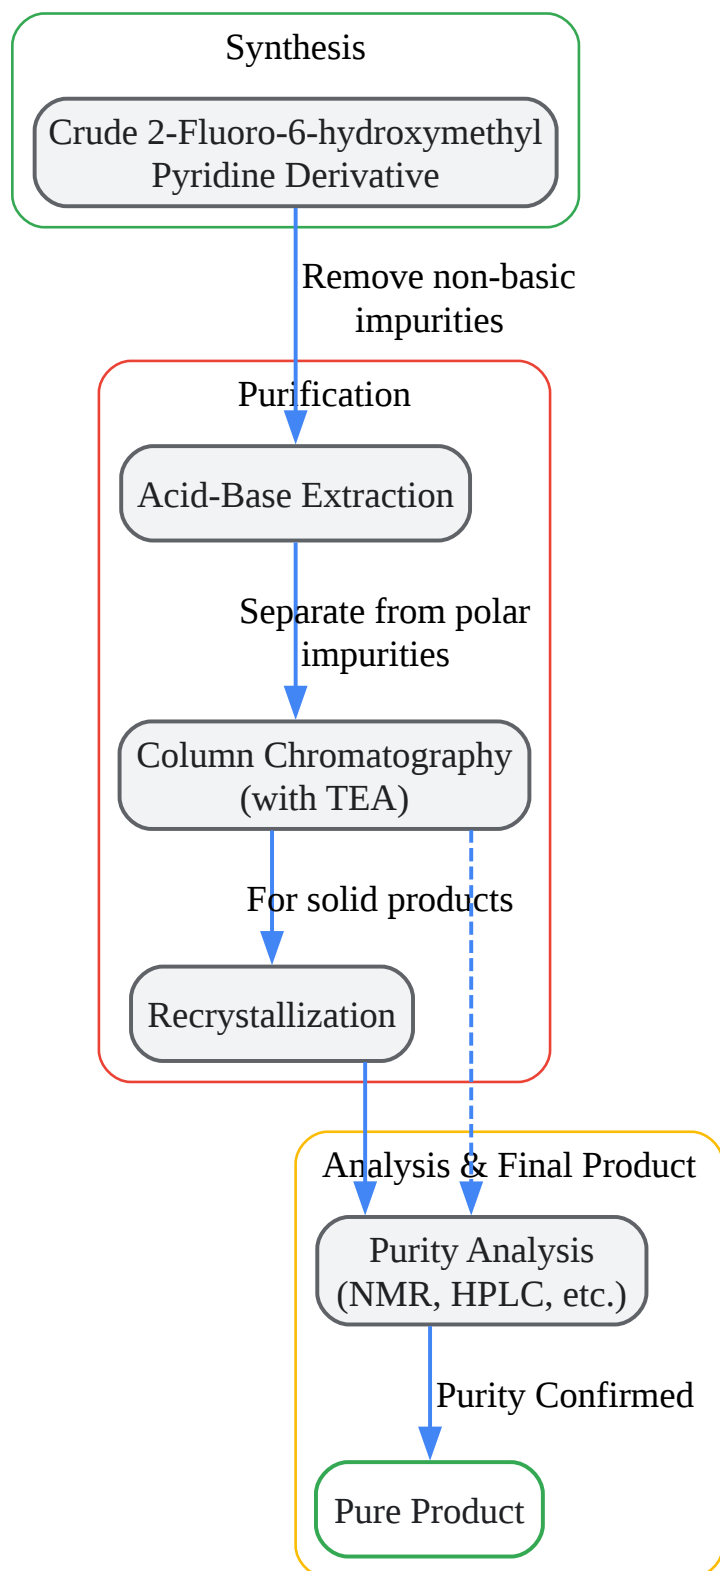 Synthesis
Crude 2-Fluoro-6-hydroxymethyl
Pyridine Derivative
Remove non-basic
impurities
Purification
Acid-Base Extraction
Separate from polar
impurities
Column Chromatography
(with TEA)
For solid products
Recrystallization
Analysis & Final Product
Purity Analysis
(NMR, HPLC, etc.)
Purity Confirmed
Pure Product